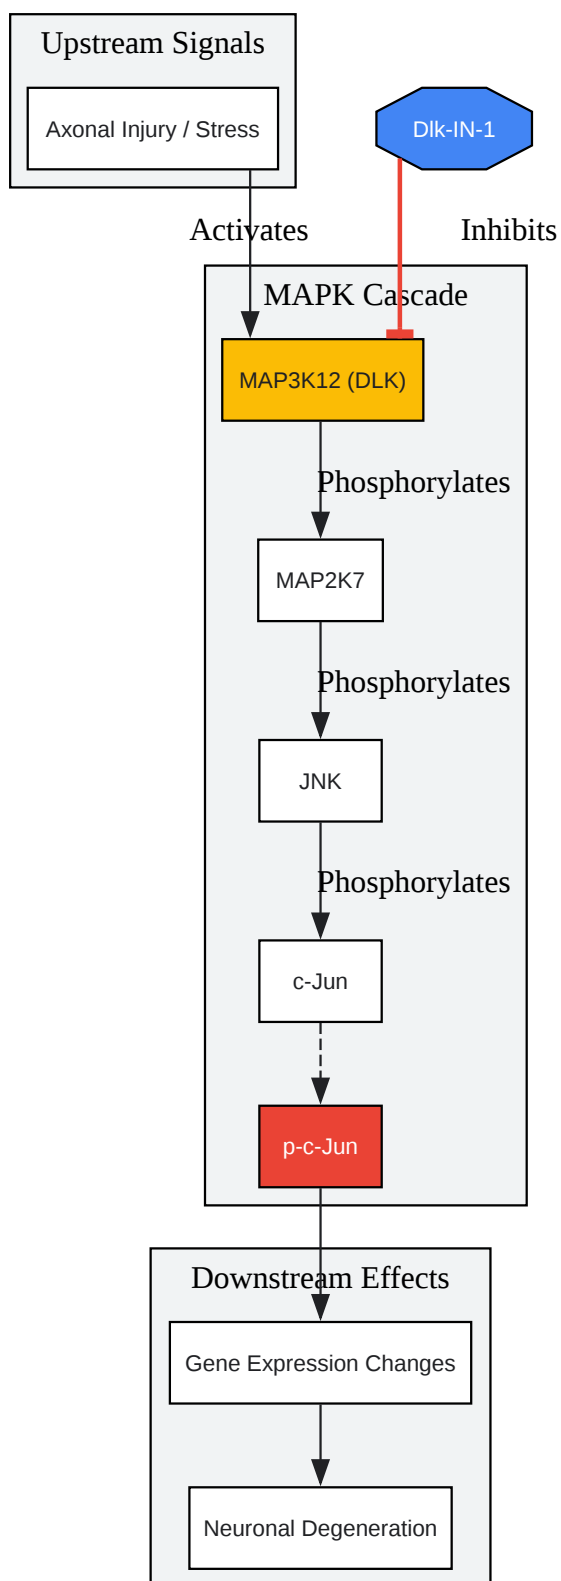 Upstream Signals
Axonal Injury / Stress
Dlk-IN-1
Activates
Inhibits
MAPK Cascade
MAP3K12 (DLK)
Phosphorylates
MAP2K7
Phosphorylates
JNK
Phosphorylates
c-Jun
p-c-Jun
Downstream Effects
Gene Expression Changes
Neuronal Degeneration